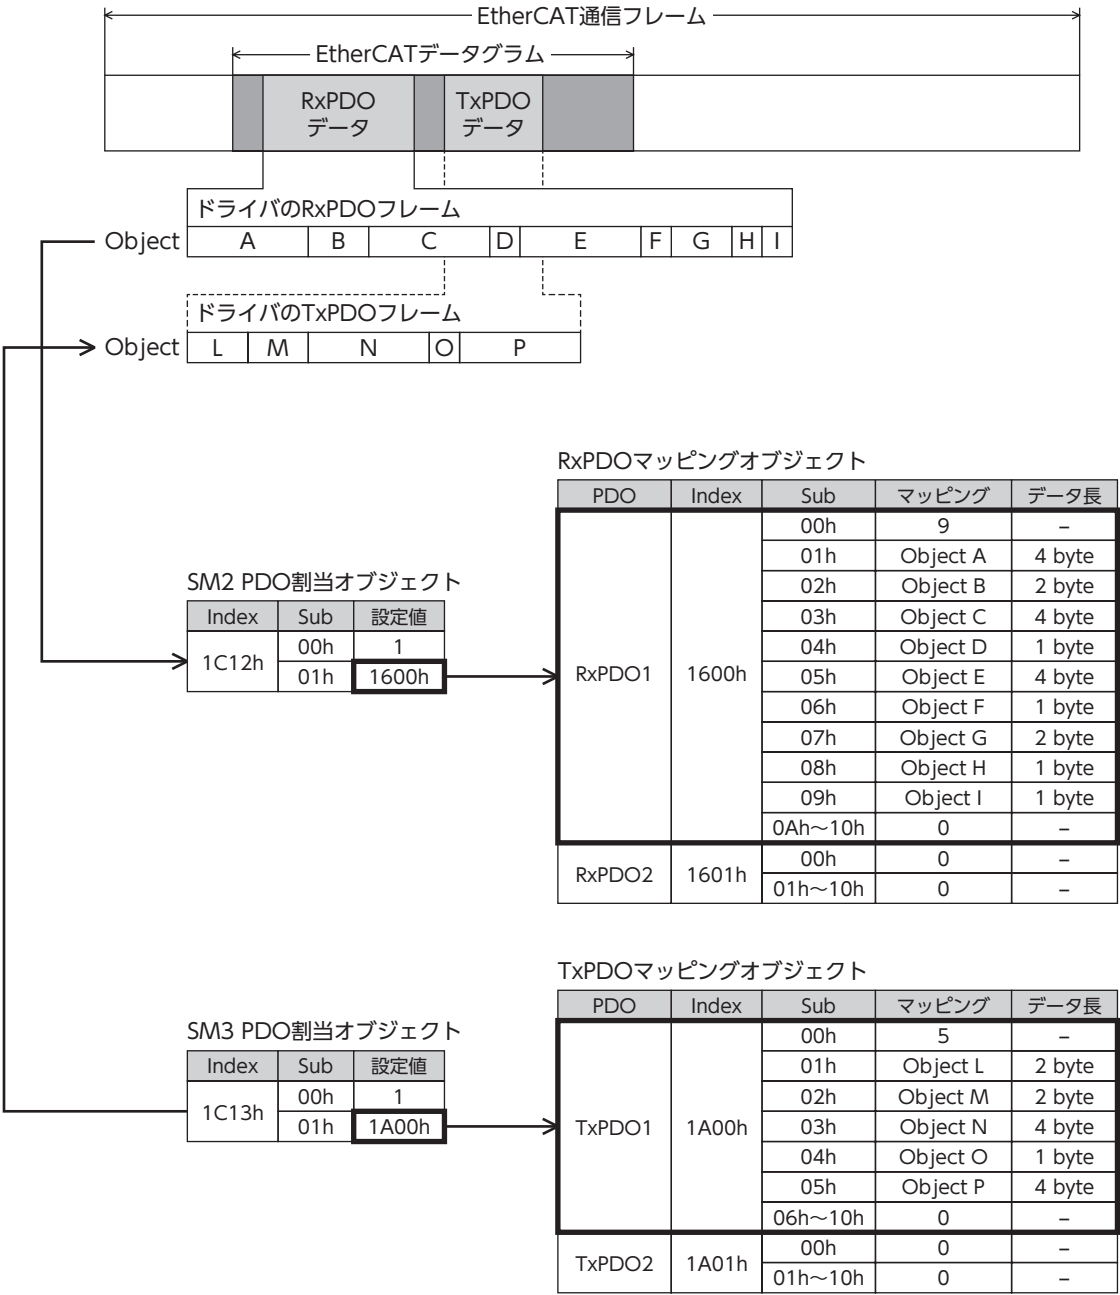 EtherCAT通信フレーム
EtherCATデータグラム
RxPDO
データ
TxPDO
データ
ドライバのRxPDOフレーム
Object A B C D E F G H I
ドライバのTxPDOフレーム
Object L M N O P
RxPDOマッピングオブジェクト
PDO Index Sub マッピング データ長
RxPDO1 1600h
00h 9 –
01h Object A 4 byte
02h Object B 2 byte
03h Object C 4 byte
04h Object D 1 byte
05h Object E 4 byte
06h Object F 1 byte
07h Object G 2 byte
08h Object H 1 byte
09h Object I 1 byte
0Ah～10h 0 –
RxPDO2 1601h
00h 0 –
01h～10h 0 –
SM2 PDO割当オブジェクト
Index Sub 設定値
1C12h
00h 1
01h 1600h
TxPDOマッピングオブジェクト
PDO Index Sub マッピング データ長
TxPDO1 1A00h
00h 5 –
01h Object L 2 byte
02h Object M 2 byte
03h Object N 4 byte
04h Object O 1 byte
05h Object P 4 byte
06h～10h 0 –
TxPDO2 1A01h
00h 0 –
01h～10h 0 –
SM3 PDO割当オブジェクト
Index Sub 設定値
1C13h
00h 1
01h 1A00h